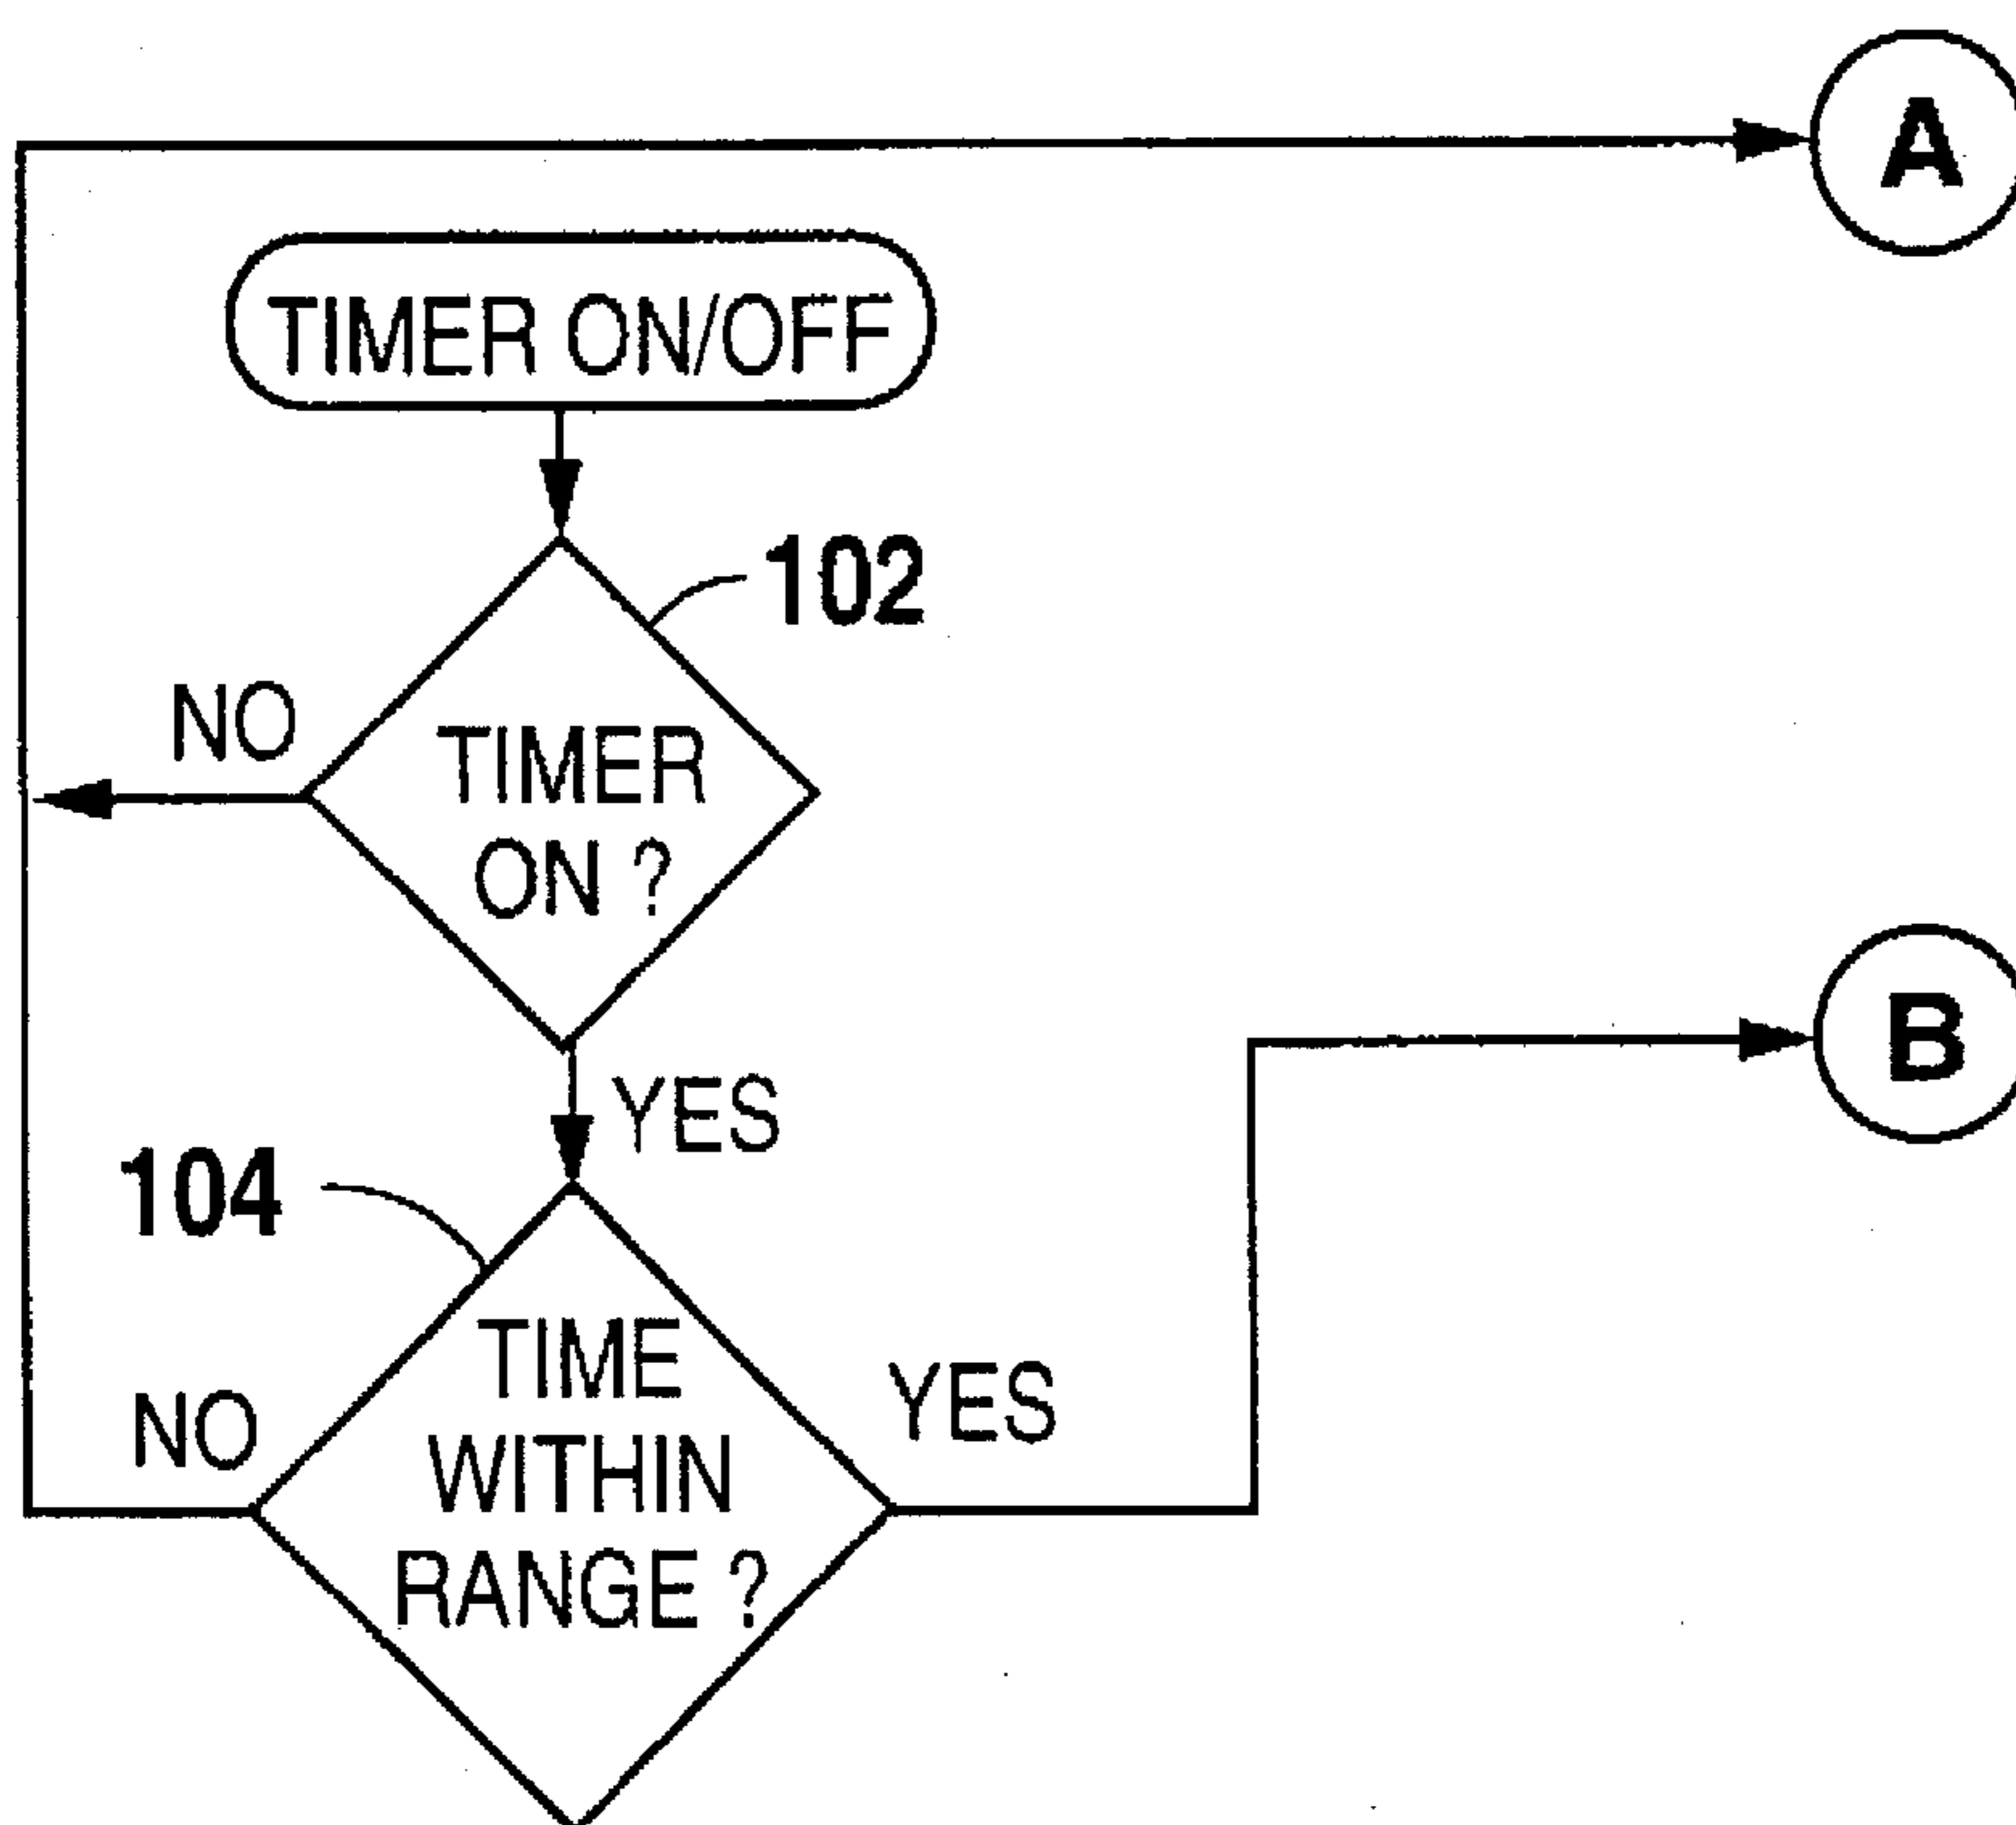 A
TIMER ON/OFF
102
NO
TIMER
ON ?
B
YES
104
TIME
WITHIN
RANGE ?
NO
YES